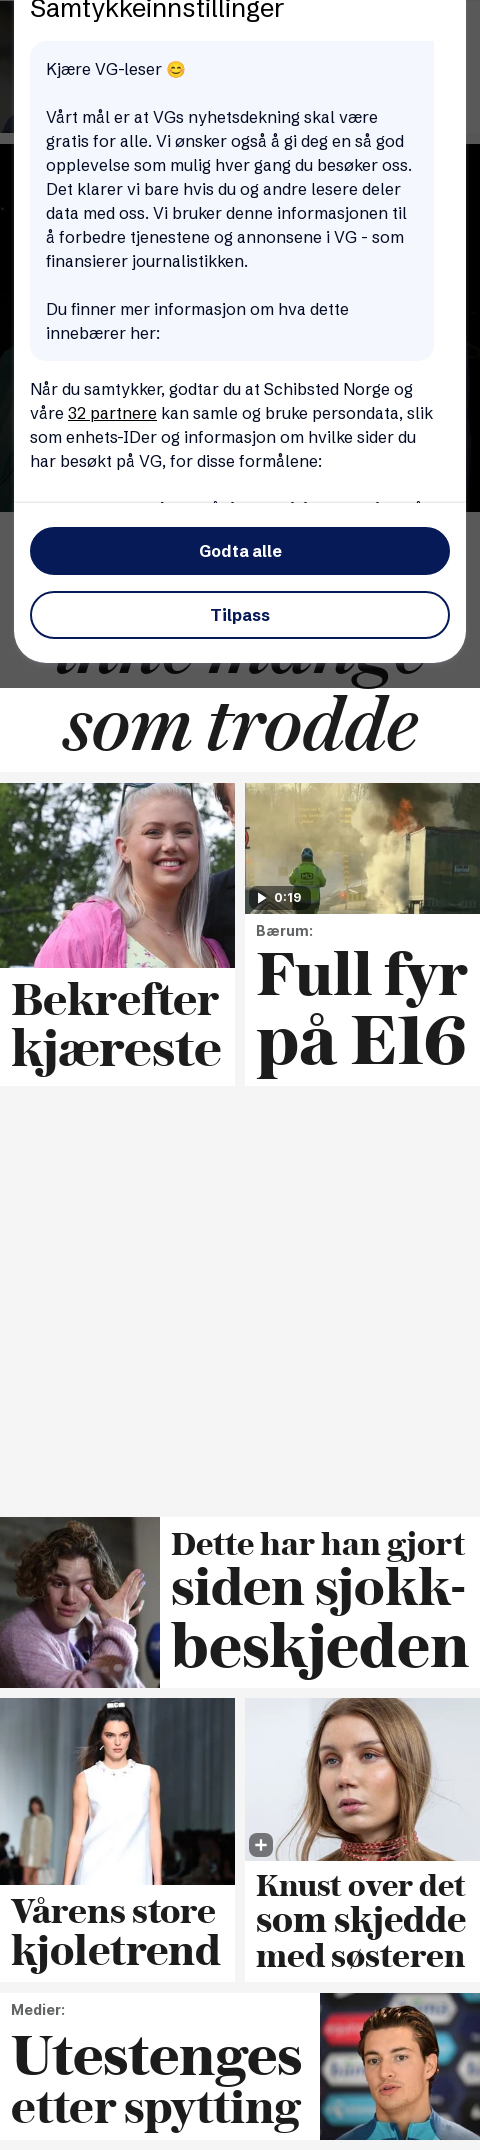 Samtykkeinnstillinger
Kjære VG-leser 😊
Vårt mål er at VGs nyhetsdekning skal være
gratis for alle. Vi ønsker også å gi deg en så god
opplevelse som mulig hver gang du besøker oss.
Det klarer vi bare hvis du og andre lesere deler
data med oss. Vi bruker denne informasjonen til
å forbedre tjenestene og annonsene i VG - som
finansierer journalistikken.
Du finner mer informasjon om hva dette
innebærer her:
Når du samtykker, godtar du at Schibsted Norge og
våre 32 partnere kan samle og bruke persondata, slik
som enhets-IDer og informasjon om hvilke sider du
har besøkt på VG, for disse formålene:
Godta alle
Tilpass
som trodde
0:19
Bekrefter
kjæreste
Bærum:
Full fyr
på E16
Dette har han gjort
siden sjokk-
beskjeden
Vårens store
kjoletrend
Knust over det
som skjedde
med søsteren
Medier:
Utestenges
etter spytting